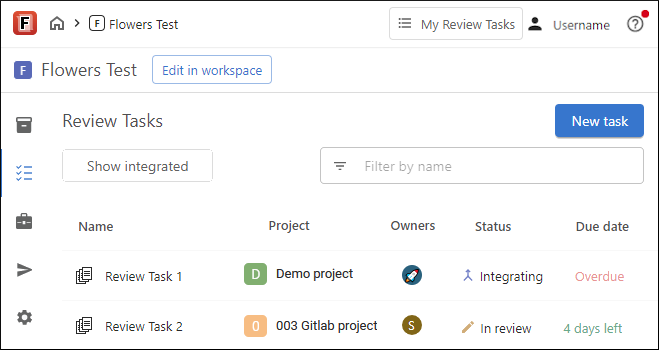 F Flowers Test My Review Tasks Username
F Flowers Test Edit in workspace
Review Tasks New task
Show integrated Filter by name
Name Project Owners Status Due date
Review Task 1 D Demo project Integrating Overdue
Review Task 2 0 003 Gitlab project S In review 4 days left